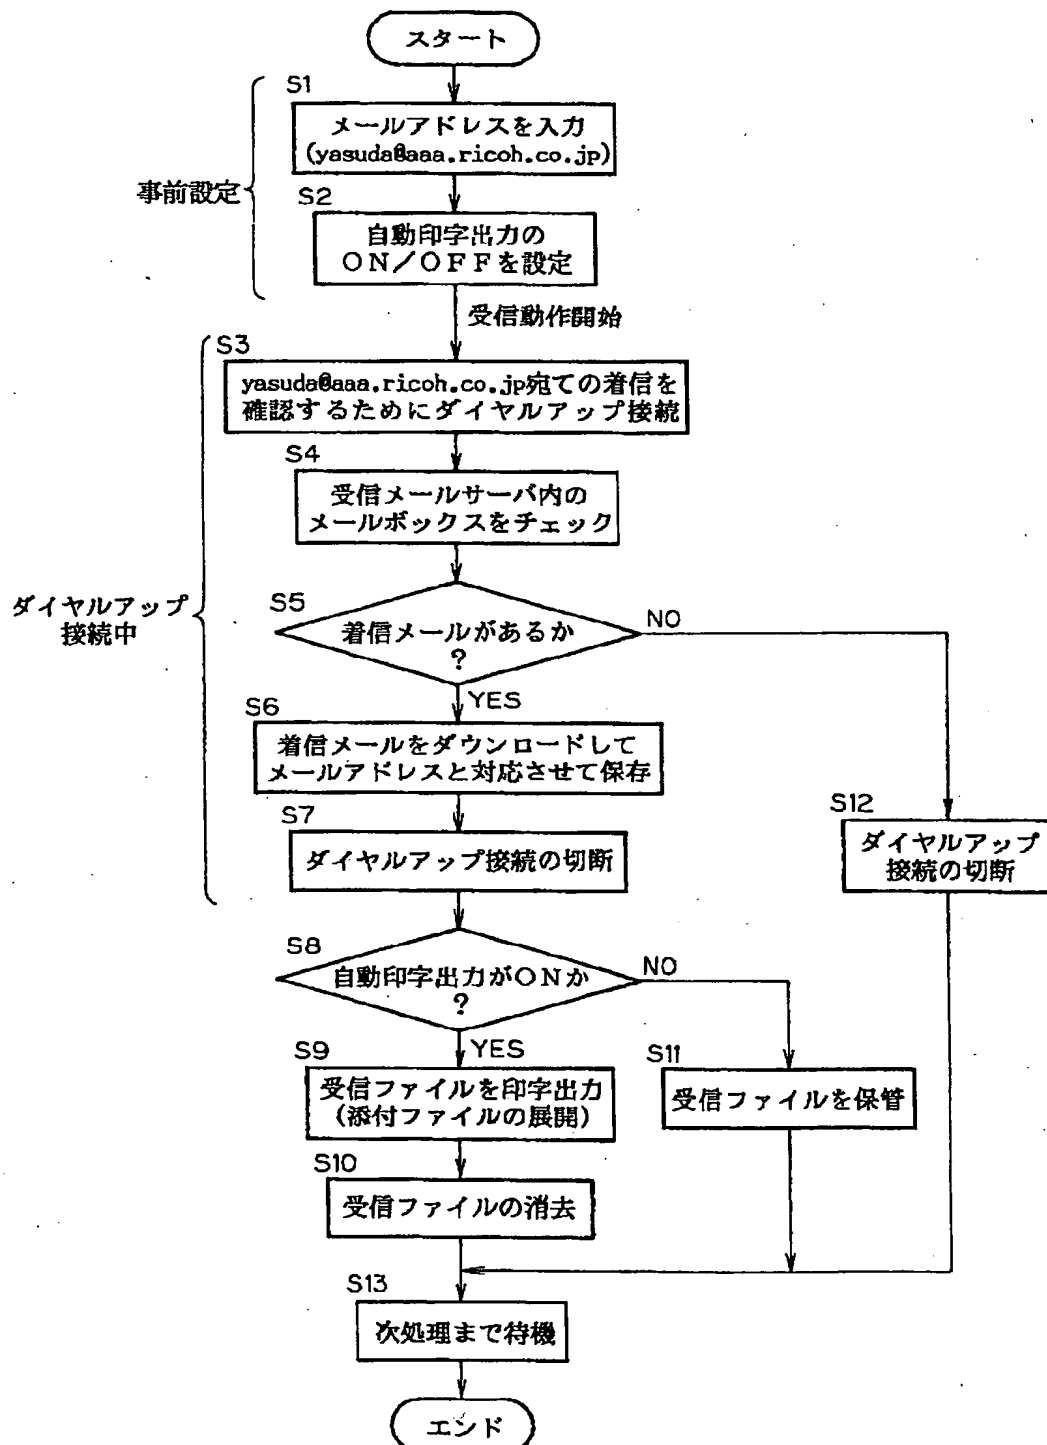 スタート
S1
メールアドレスを入力
(yasuda@aaa.ricoh.co.jp)
事前設定
S2
自動印字出力の
ON/OFFを設定
受信動作開始
S3
yasuda@aaa.ricoh.co.jp宛ての着信を
確認するためにダイヤルアップ接続
S4
受信メールサーバ内の
メールボックスをチェック
ダイヤルアップ
接続中
S5
着信メールがあるか
?
NO
YES
S6
着信メールをダウンロードして
メールアドレスと対応させて保存
S7
ダイヤルアップ接続の切断
S12
ダイヤルアップ
接続の切断
S8
自動印字出力がONか
?
NO
YES
S9
受信ファイルを印字出力
(添付ファイルの展開)
S11
受信ファイルを保管
S10
受信ファイルの消去
S13
次処理まで待機
エンド